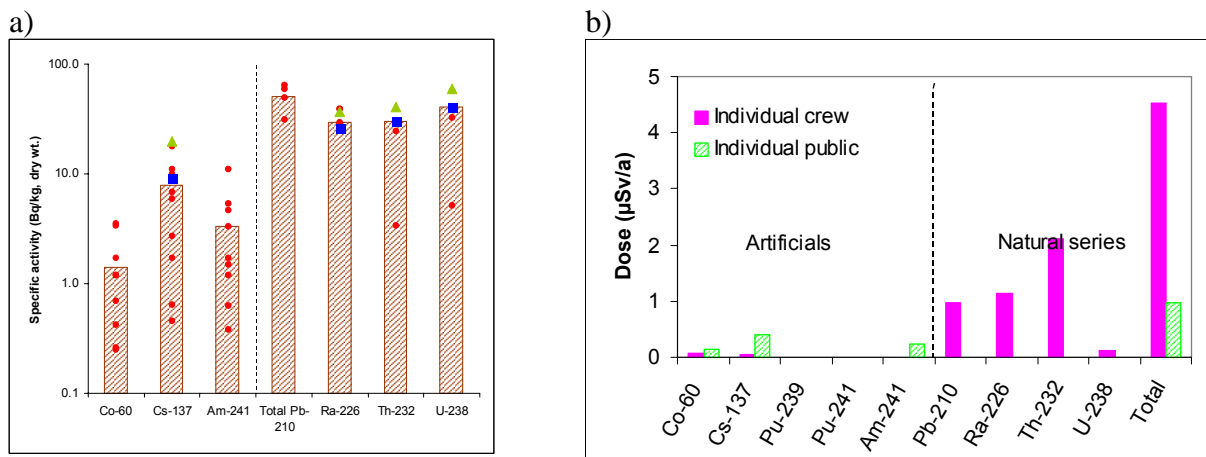 a)
100.0
10.0
1.0
0.1
Specific activity (Bq/kg, dry wt.)
Co-60 Cs-137 Am-241 Total Pb- Ra-226 Th-232 U-238
210
b)
5
4
3
2
1
0
Dose (µSv/a)
Individual crew
Individual public
Artificials Natural series
Co-60 Cs-137 Pu-239 Pu-241 Am-241 Pb-210 Ra-226 Th-232 U-238 Total